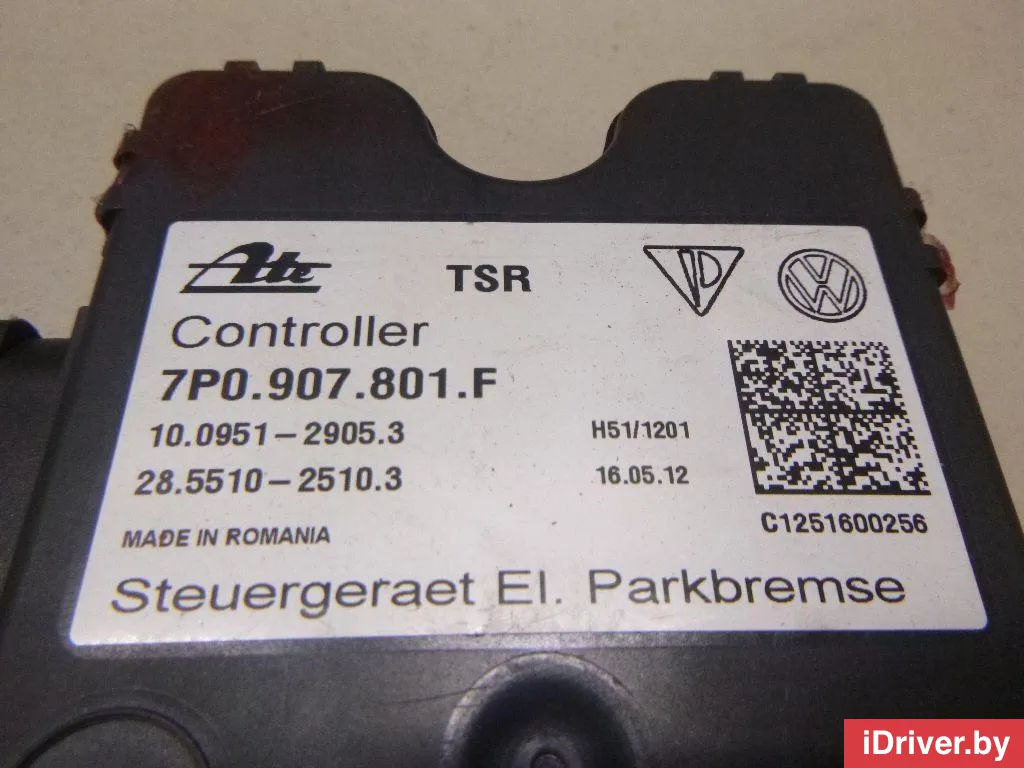 Ate TSR
Controller
7P0.907.801.F
10.0951-2905.3 H51/1201
28.5510-2510.3 16.05.12
C1251600256
MADE IN ROMANIA
Steuergeraet El. Parkbremse
iDriver.by